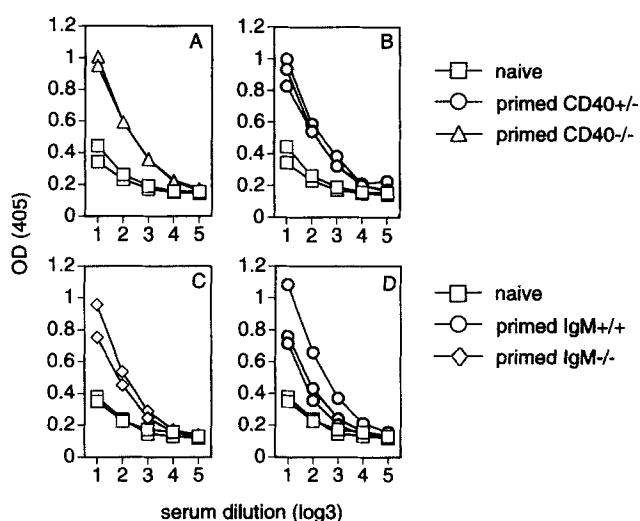 A
B
1.2
1
0.8
0.6
0.4
0.2
0
1 2 3 4 5
1.2
1
0.8
0.6
0.4
0.2
0
1 2 3 4 5
naive
primed CD40+/-
primed CD40-/-
OD (405)
C
D
1.2
1
0.8
0.6
0.4
0.2
0
1 2 3 4 5
1.2
1
0.8
0.6
0.4
0.2
0
1 2 3 4 5
naive
primed IgM+/+
primed IgM-/-
serum dilution (log3)